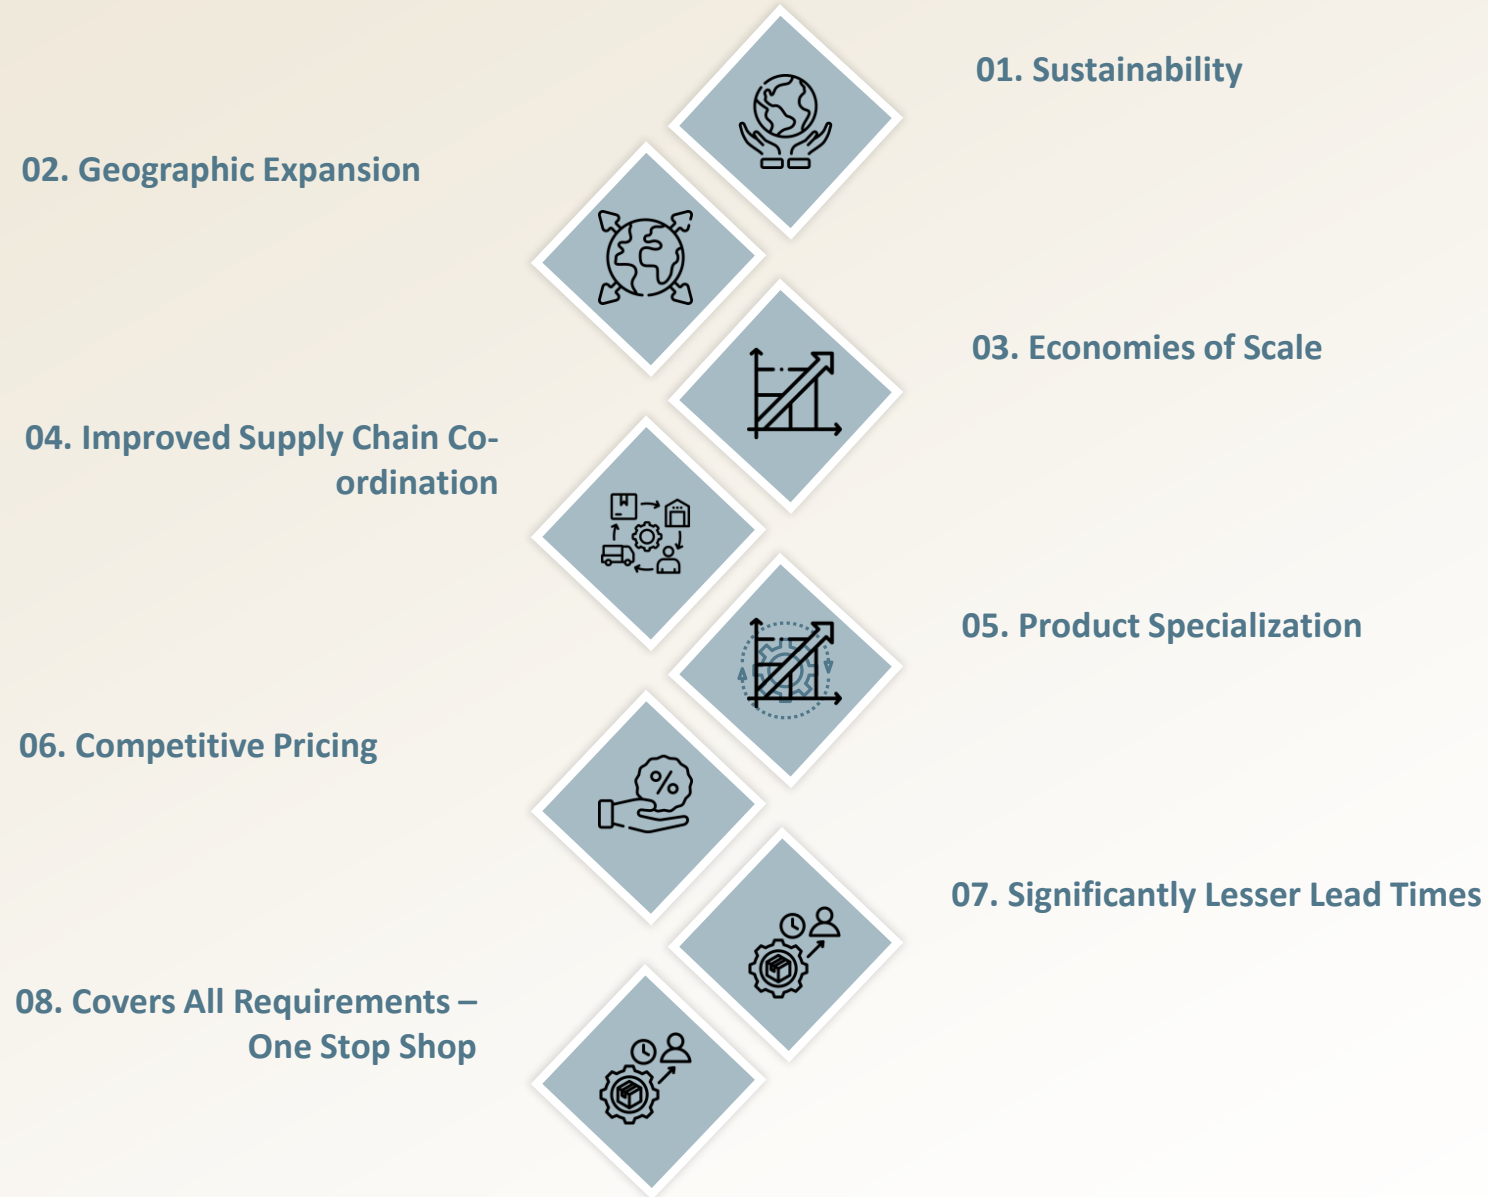 01. Sustainability
02. Geographic Expansion
03. Economies of Scale
04. Improved Supply Chain Co-
ordination
05. Product Specialization
06. Competitive Pricing
07. Significantly Lesser Lead Times
08. Covers All Requirements –
One Stop Shop